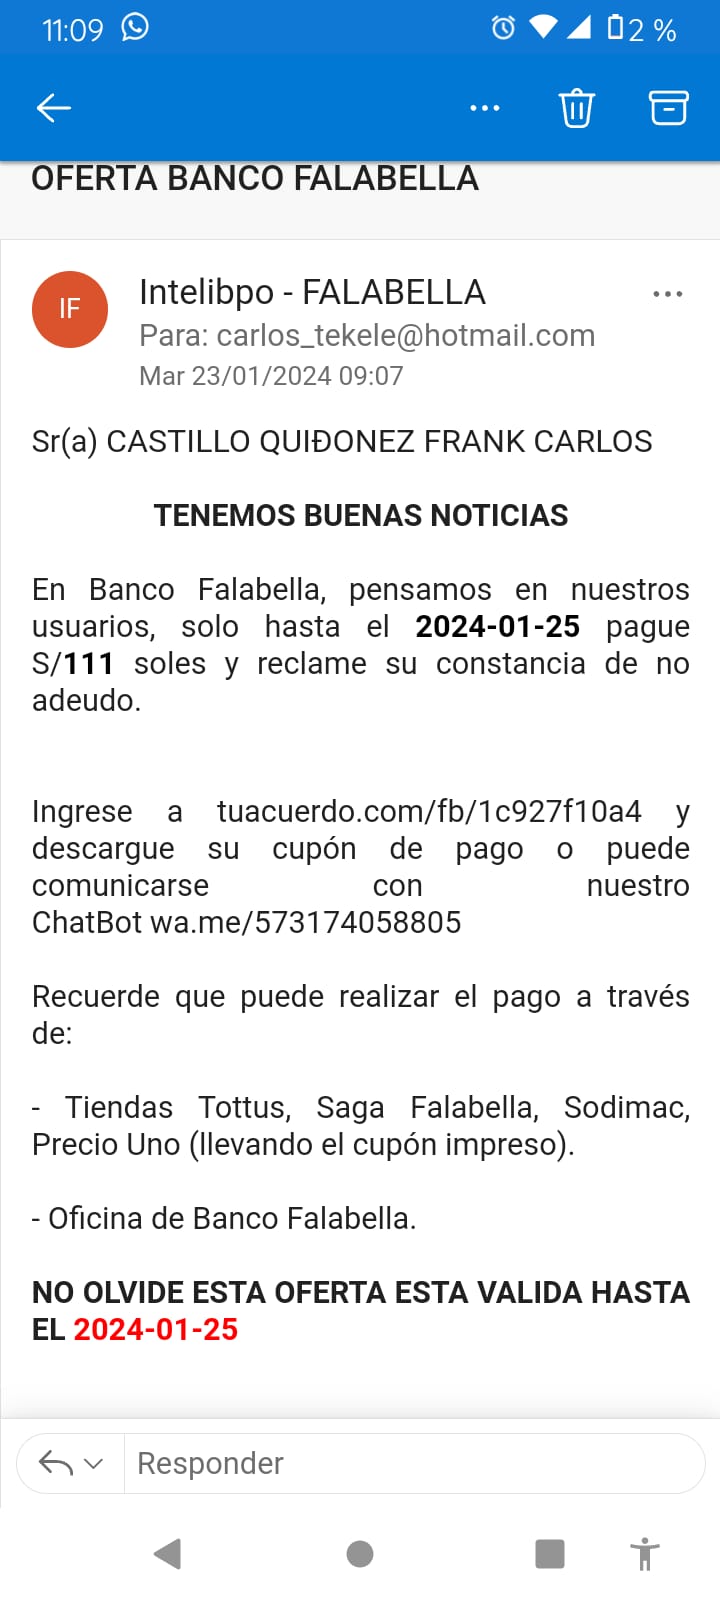 11:09
2 %
OFERTA BANCO FALABELLA
IF
Intelibpo - FALABELLA
Para: carlos_tekele@hotmail.com
Mar 23/01/2024 09:07
Sr(a) CASTILLO QUIÐONEZ FRANK CARLOS
TENEMOS BUENAS NOTICIAS
En Banco Falabella, pensamos en nuestros
usuarios, solo hasta el 2024-01-25 pague
S/111 soles y reclame su constancia de no
adeudo.
Ingrese a tuacuerdo.com/fb/1c927f10a4 y
descargue su cupón de pago o puede
comunicarse con nuestro
ChatBot wa.me/573174058805
Recuerde que puede realizar el pago a través
de:
- Tiendas Tottus, Saga Falabella, Sodimac,
Precio Uno (llevando el cupón impreso).
- Oficina de Banco Falabella.
NO OLVIDE ESTA OFERTA ESTA VALIDA HASTA
EL 2024-01-25
Responder